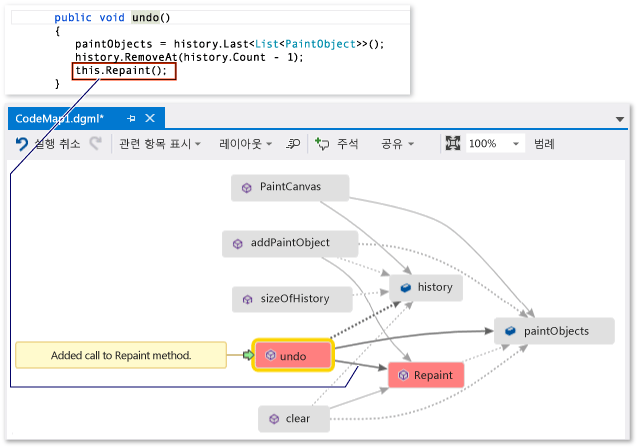 public void undo()
{
paintObjects = history.Last<List<PaintObject>>();
history.RemoveAt(history.Count - 1);
this.Repaint();
}
CodeMap1.dgml*
실행 취소 관련 항목 표시 레이아웃 주석 공유 100% 범례
PaintCanvas
addPaintObject
history
sizeOfHistory
paintObjects
Added call to Repaint method.
undo
Repaint
clear